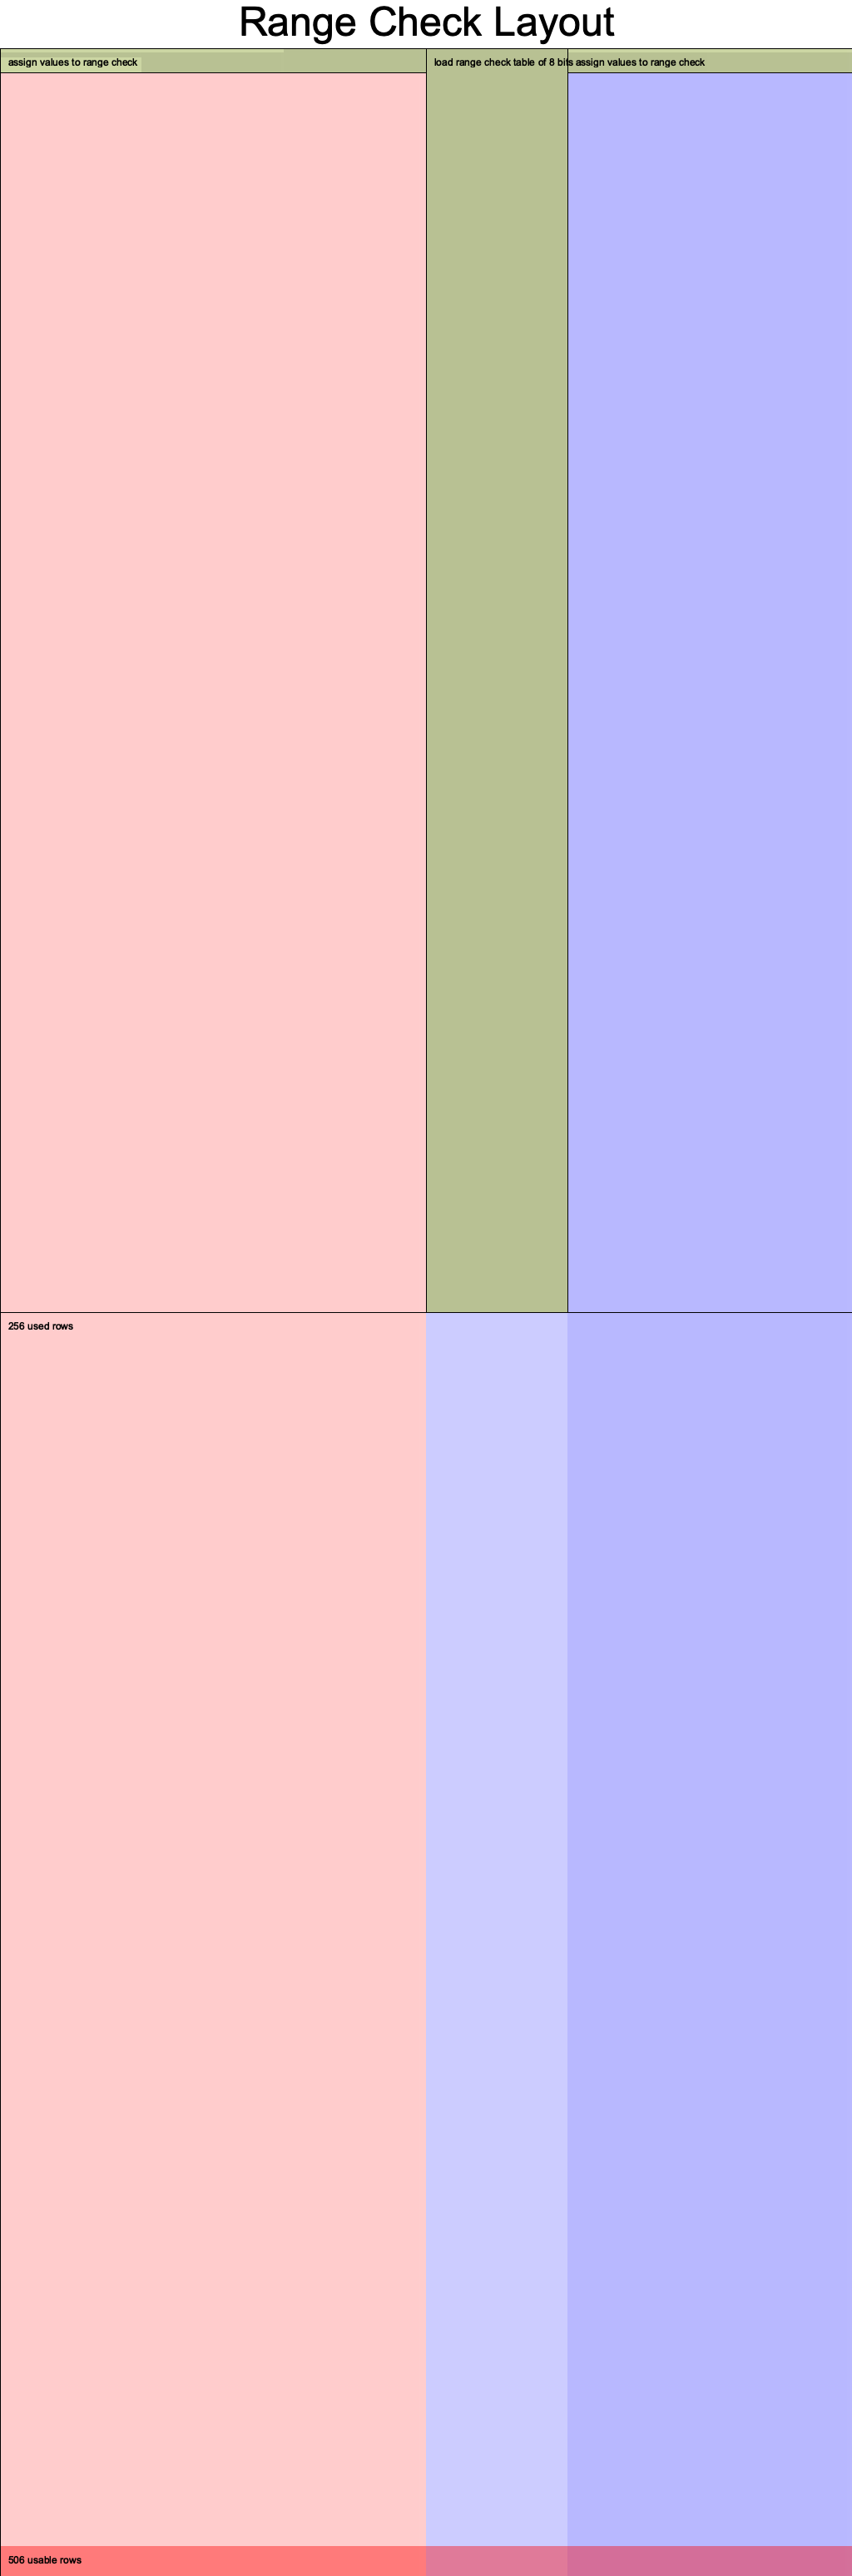 Range Check Layout
assign values to range check
load range check table of 8 bits
assign values to range check
256 used rows
506 usable rows